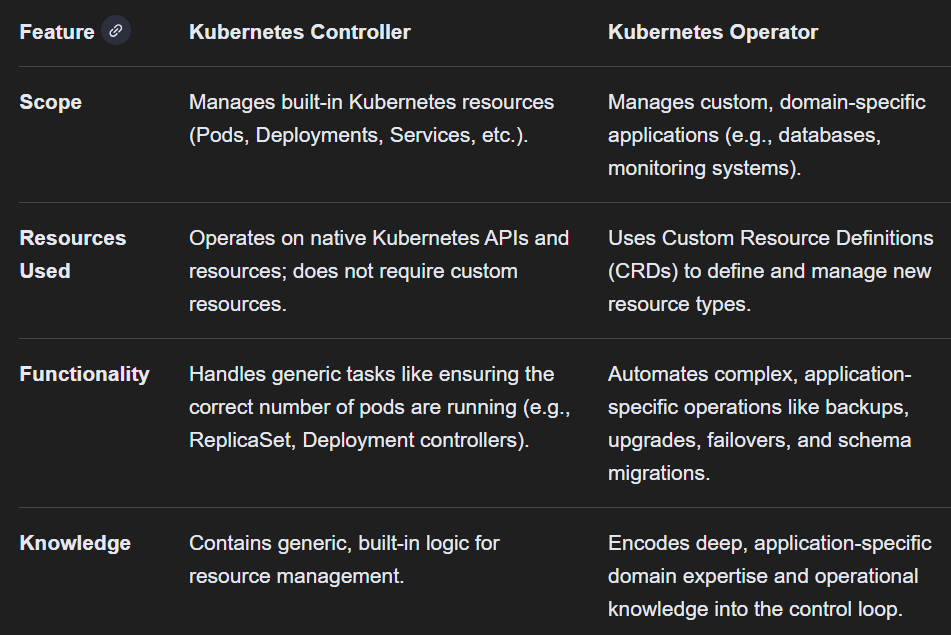 Feature Kubernetes Controller Kubernetes Operator
Scope Manages built-in Kubernetes resources Manages custom, domain-specific
(Pods, Deployments, Services, etc.). applications (e.g., databases,
monitoring systems).
Resources Operates on native Kubernetes APIs and Uses Custom Resource Definitions
Used resources; does not require custom (CRDs) to define and manage new
resources. resource types.
Functionality Handles generic tasks like ensuring the Automates complex, application-
correct number of pods are running (e.g., specific operations like backups,
ReplicaSet, Deployment controllers). upgrades, failovers, and schema
migrations.
Knowledge Contains generic, built-in logic for Encodes deep, application-specific
resource management. domain expertise and operational
knowledge into the control loop.